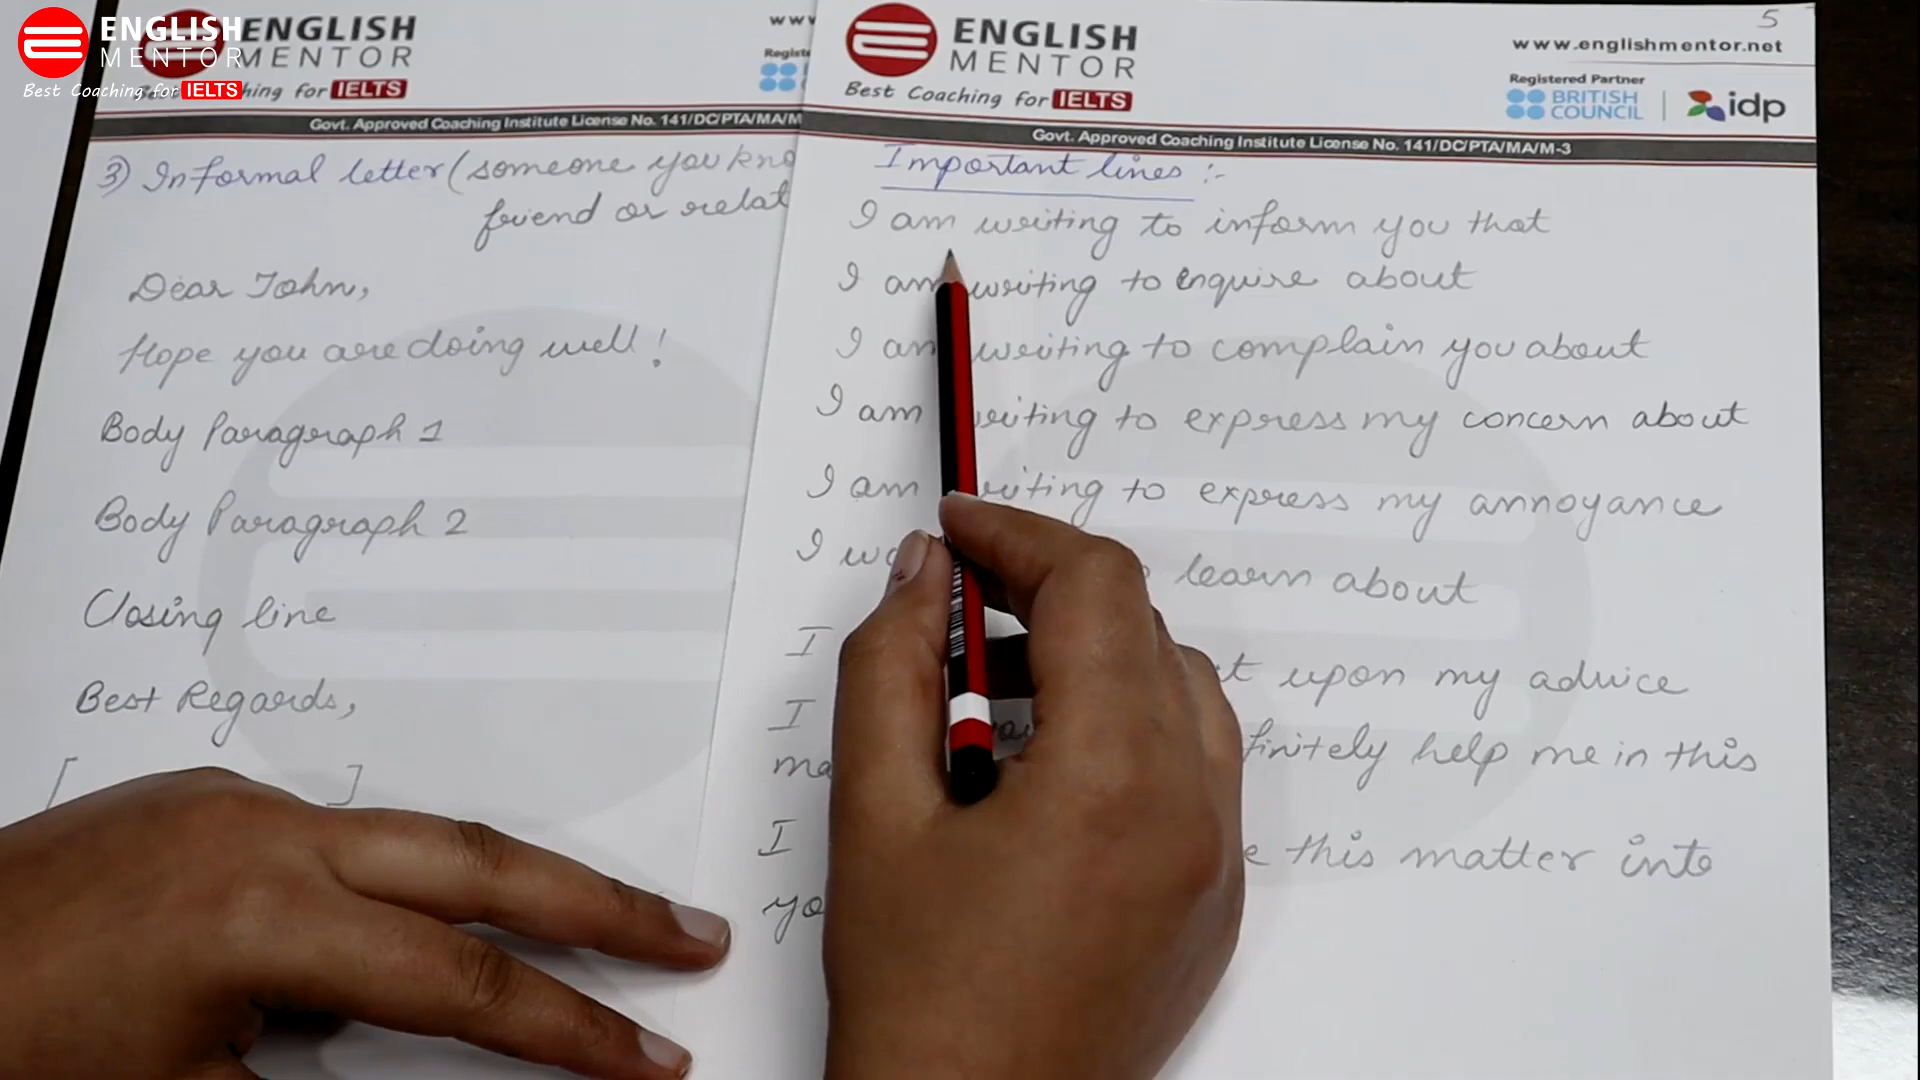 ENGLISH
MENTOR
Best Coaching for IELTS
ENGLISH
MENTOR
hing for IELTS
www
Govt. Approved Coaching Institute License No. 141/DC/PTA/MA/M
3) Informal letter (someone you kno
friend or relat
Dear John,
Hope you are doing well!
Body Paragraph 1
Body Paragraph 2
Closing line
Best Regards,
[ ]
5
ENGLISH
MENTOR
Best Coaching for IELTS
www.englishmentor.net
Registered Partner
BRITISH
COUNCIL
idp
Govt. Approved Coaching Institute License No. 141/DC/PTA/MA/M-3
Important lines :-
I am writing to inform you that
I am writing to enquire about
I am writing to complain you about
I am writing to express my concern about
I am writing to express my annoyance
I learn about
I upon my advice
I finitely help me in this
ma
I this matter into
yo